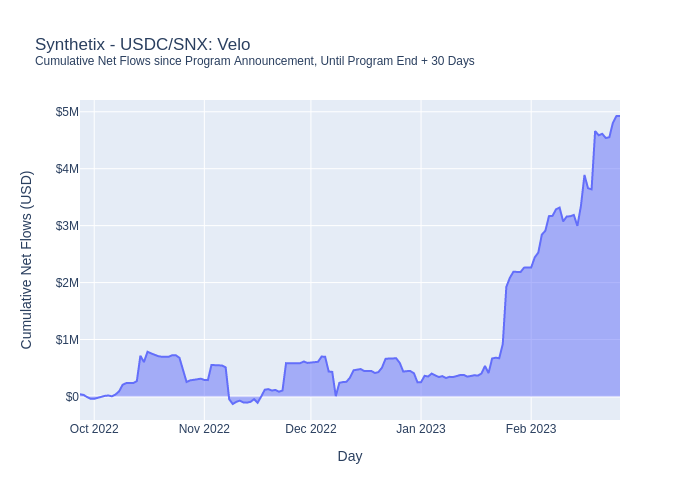 Synthetix - USDC/SNX: Velo
Cumulative Net Flows since Program Announcement, Until Program End + 30 Days
Cumulative Net Flows (USD)
$5M
$4M
$3M
$2M
$1M
$0
Oct 2022
Nov 2022
Dec 2022
Jan 2023
Feb 2023
Day